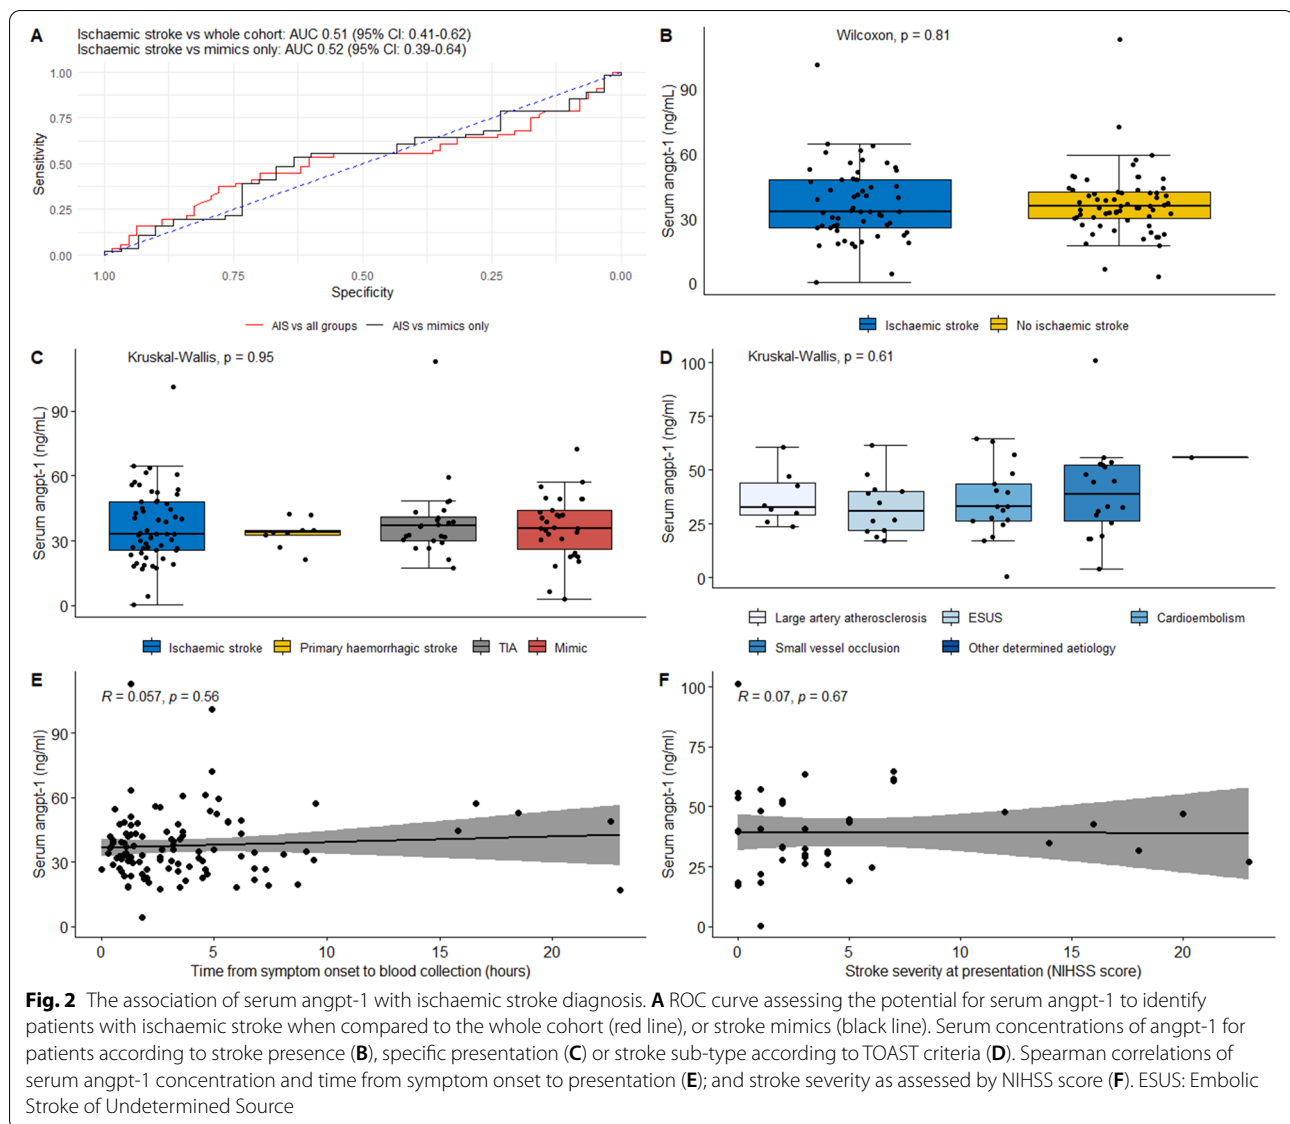 A
Ischaemic stroke vs whole cohort: AUC 0.51 (95% CI: 0.41-0.62)
Ischaemic stroke vs mimics only: AUC 0.52 (95% CI: 0.39-0.64)
1.00
0.75
0.50
0.25
0.00
Sensitivity
1.00
0.75
0.50
0.25
0.00
Specificity
AIS vs all groups
AIS vs mimics only
B
Wilcoxon, p = 0.81
90
60
30
0
Serum angpt-1 (ng/mL)
Ischaemic stroke
No ischaemic stroke
C
Kruskal-Wallis, p = 0.95
90
60
30
0
Serum angpt-1 (ng/mL)
Ischaemic stroke
Primary haemorrhagic stroke
TIA
Mimic
D
Kruskal-Wallis, p = 0.61
100
75
50
25
0
Serum angpt-1 (ng/ml)
Large artery atherosclerosis
ESUS
Cardioembolism
Small vessel occlusion
Other determined aetiology
E
R = 0.057, p = 0.56
90
60
30
0
Serum angpt-1 (ng/ml)
0
5
10
15
20
Time from symptom onset to blood collection (hours)
F
R = 0.07, p = 0.67
100
75
50
25
0
Serum angpt-1 (ng/ml)
0
5
10
15
20
Stroke severity at presentation (NIHSS score)
Fig. 2 The association of serum angpt-1 with ischaemic stroke diagnosis. A ROC curve assessing the potential for serum angpt-1 to identify
patients with ischaemic stroke when compared to the whole cohort (red line), or stroke mimics (black line). Serum concentrations of angpt-1 for
patients according to stroke presence (B), specific presentation (C) or stroke sub-type according to TOAST criteria (D). Spearman correlations of
serum angpt-1 concentration and time from symptom onset to presentation (E); and stroke severity as assessed by NIHSS score (F). ESUS: Embolic
Stroke of Undetermined Source